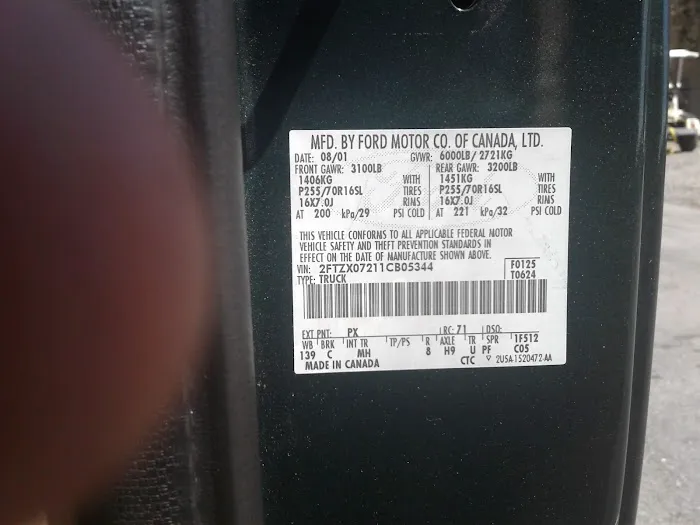 MFD. BY FORD MOTOR CO. OF CANADA, LTD.
DATE: 08/01 GVWR: 6000LB/ 2721KG
FRONT GAWR: 3100LB REAR GAWR: 3200LB
1406KG WITH 1451KG WITH
P255/70R16SL TIRES P255/70R16SL TIRES
16X7.0J RIMS 16X7.0J RIMS
AT 200 kPa/29 PSI COLD AT 221 kPa/32 PSI COLD
THIS VEHICLE CONFORMS TO ALL APPLICABLE FEDERAL MOTOR
VEHICLE SAFETY AND THEFT PREVENTION STANDARDS IN
EFFECT ON THE DATE OF MANUFACTURE SHOWN ABOVE.
VIN: 2FTZX07211CB05344 F0125
TYPE: TRUCK T0624
EXT PNT: PX RC: 71 DSO:
WB BRK INT TR TP/PS R AXLE TR SPR 1F512
139 C MH 8 H9 U PF C05
MADE IN CANADA CTC 2U5A-1520472-AA